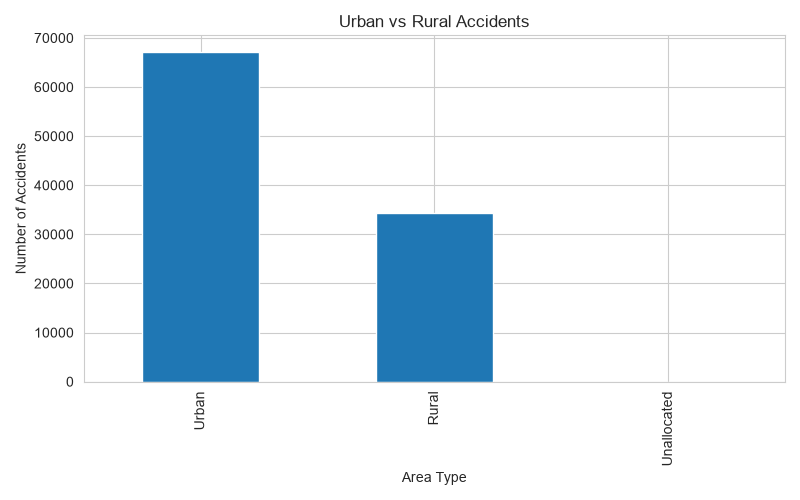 Urban vs Rural Accidents
Number of Accidents
70000
60000
50000
40000
30000
20000
10000
0
Urban
Rural
Unallocated
Area Type